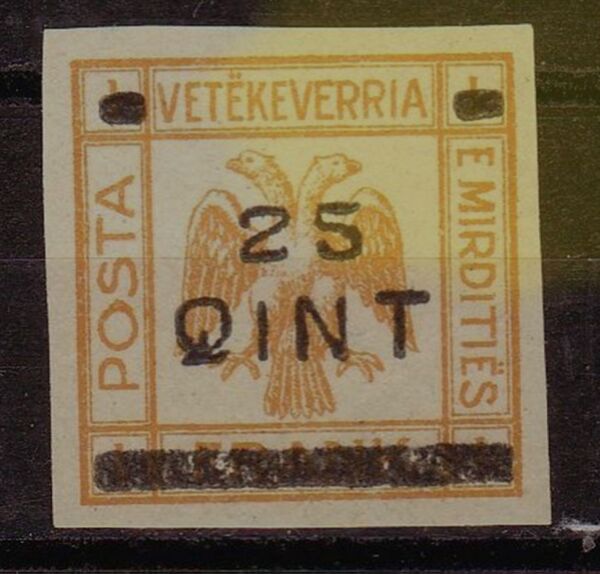 VETËKEVERRIA
POSTA
E MIRDITIËS
25
QINT